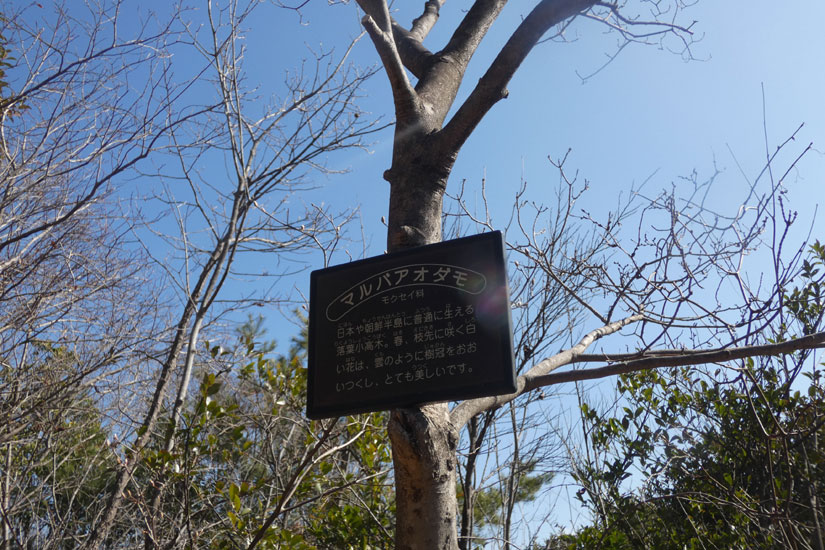 マルバアオダモ
モクセイ科
日本や朝鮮半島に普通に生える
落葉小高木。春、枝先に咲く白
い花は、雪のように樹冠をおお
いつくし、とても美しいです。